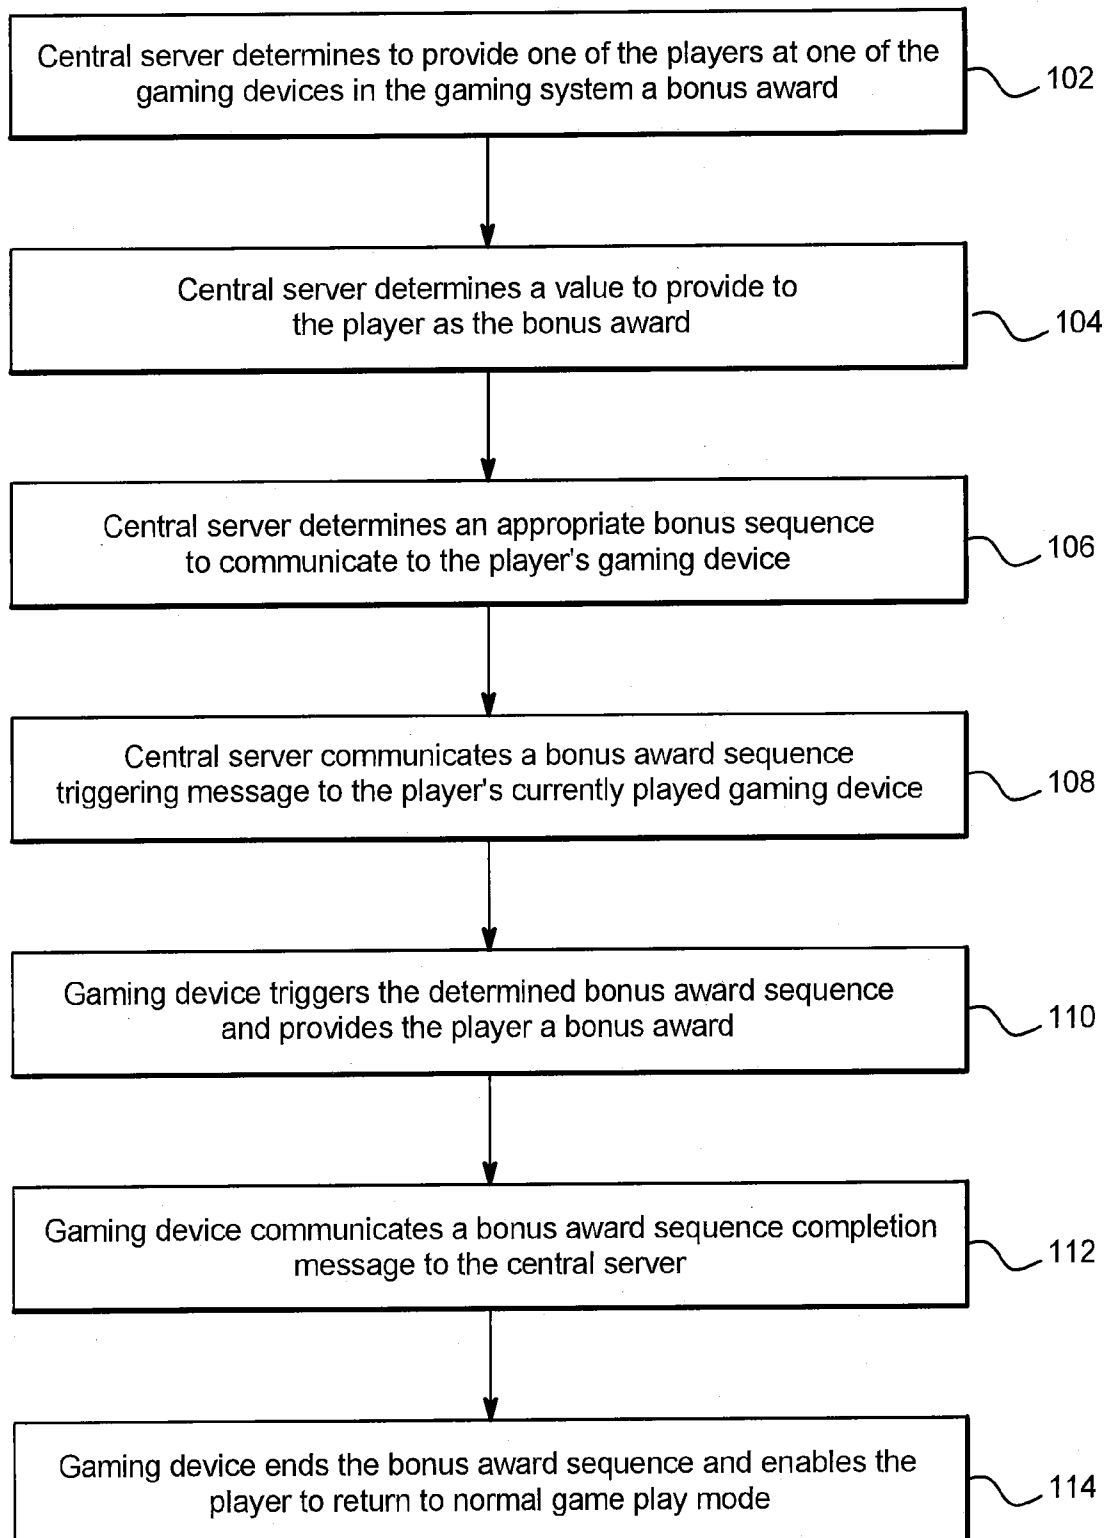 Central server determines to provide one of the players at one of the
gaming devices in the gaming system a bonus award
102
Central server determines a value to provide to
the player as the bonus award
104
Central server determines an appropriate bonus sequence
to communicate to the player's gaming device
106
Central server communicates a bonus award sequence
triggering message to the player's currently played gaming device
108
Gaming device triggers the determined bonus award sequence
and provides the player a bonus award
110
Gaming device communicates a bonus award sequence completion
message to the central server
112
Gaming device ends the bonus award sequence and enables the
player to return to normal game play mode
114